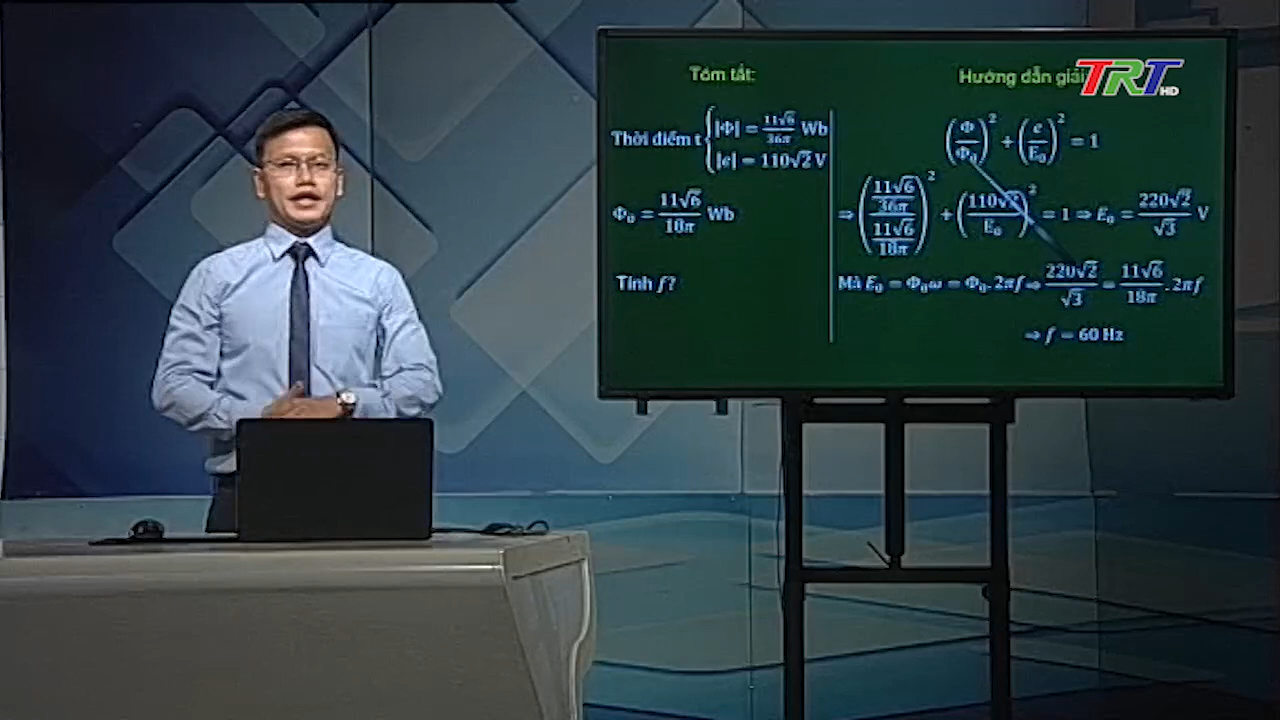 TRT HD
Tóm tắt:
Thời điểm t { |Φ| = 11√6/36π Wb
|e| = 110√2 V
Φ₀ = 11√6/18π Wb
Tính f?
Hướng dẫn giải
(Φ/Φ₀)² + (e/E₀)² = 1
⇒ ((11√6/36π)/(11√6/18π))² + (110√2/E₀)² = 1 ⇒ E₀ = 220√2/√3 V
Mà E₀ = Φ₀ω = Φ₀. 2πf ⇒ 220√2/√3 = 11√6/18π . 2πf
⇒ f = 60 Hz